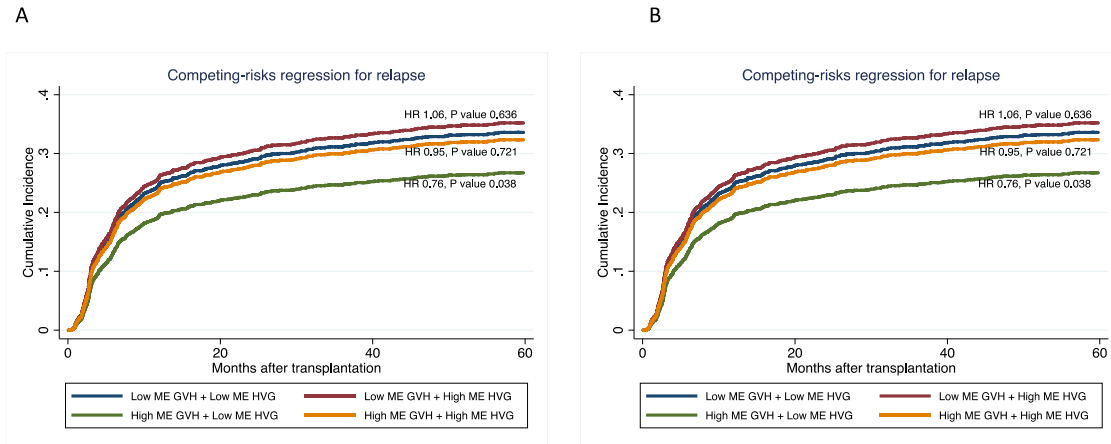 A
Competing-risks regression for relapse
Cumulative Incidence
.4
.3
.2
.1
0
HR 1.06, P value 0.636
HR 0.95, P value 0.721
HR 0.76, P value 0.038
0 20 40 60
Months after transplantation
Low ME GVH + Low ME HVG Low ME GVH + High ME HVG
High ME GVH + Low ME HVG High ME GVH + High ME HVG
B
Competing-risks regression for relapse
Cumulative Incidence
.4
.3
.2
.1
0
HR 1.06, P value 0.636
HR 0.95, P value 0.721
HR 0.76, P value 0.038
0 20 40 60
Months after transplantation
Low ME GVH + Low ME HVG Low ME GVH + High ME HVG
High ME GVH + Low ME HVG High ME GVH + High ME HVG